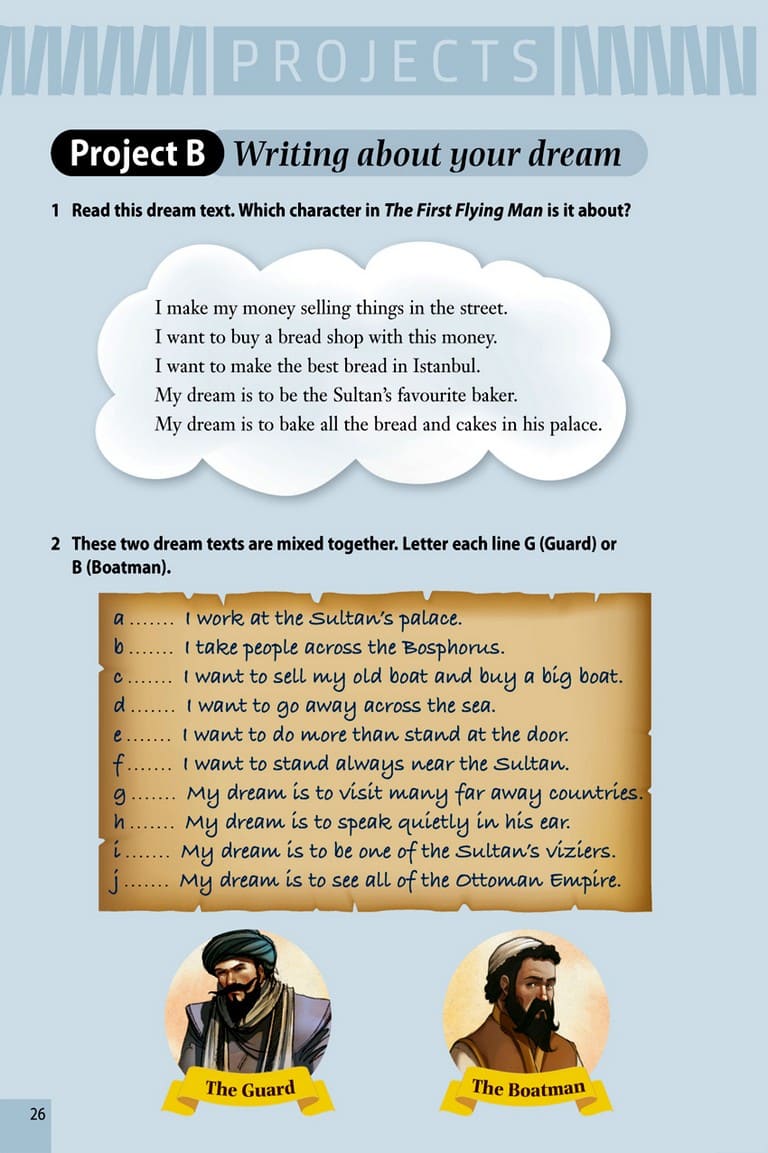 PROJECTS
Project B Writing about your dream
1 Read this dream text. Which character in The First Flying Man is it about?
I make my money selling things in the street.
I want to buy a bread shop with this money.
I want to make the best bread in Istanbul.
My dream is to be the Sultan's favourite baker.
My dream is to bake all the bread and cakes in his palace.
2 These two dream texts are mixed together. Letter each line G (Guard) or
B (Boatman).
a ....... I work at the Sultan's palace.
b ....... I take people across the Bosphorus.
c ....... I want to sell my old boat and buy a big boat.
d ....... I want to go away across the sea.
e ....... I want to do more than stand at the door.
f ....... I want to stand always near the Sultan.
g ....... My dream is to visit many far away countries.
h ....... My dream is to speak quietly in his ear.
i ....... My dream is to be one of the Sultan's viziers.
j ....... My dream is to see all of the Ottoman Empire.
The Guard
The Boatman
26